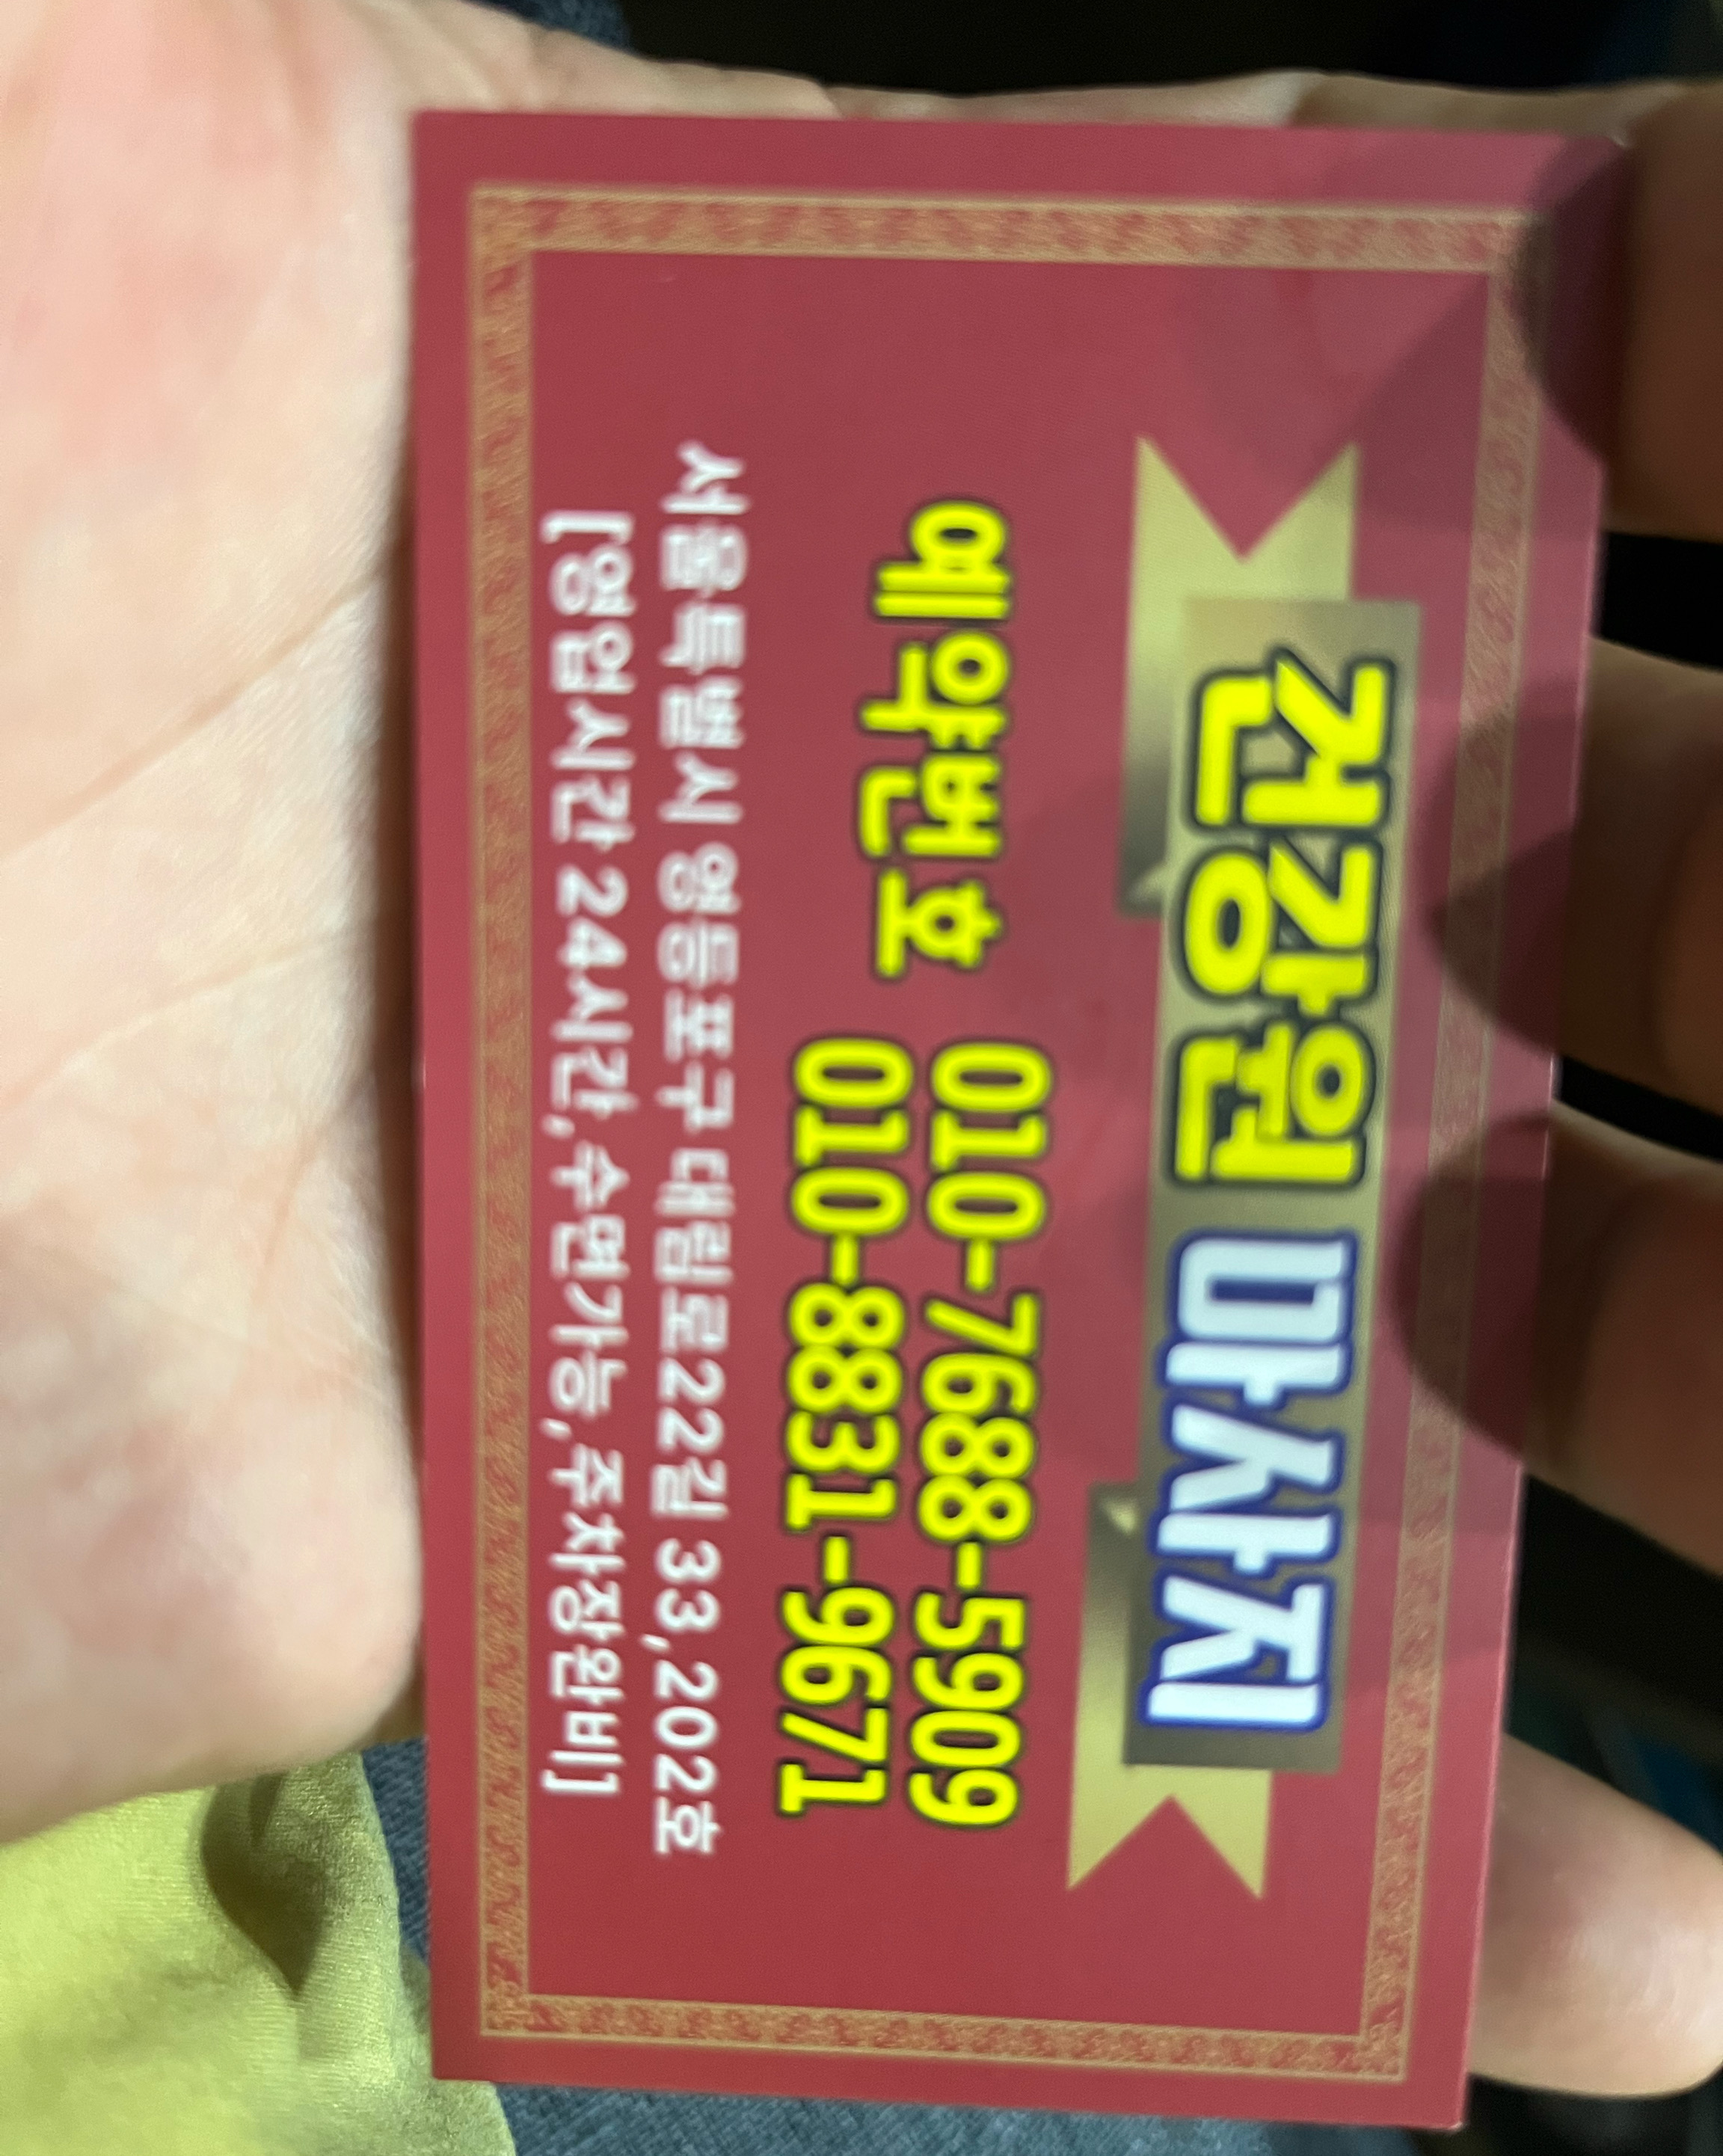 건강원 마사지
예약번호
010-7688-5909
010-8831-9671
서울특별시 영등포구 대림로22길 33,202호
[영업시간 24시간,수면가능,주차장완비]